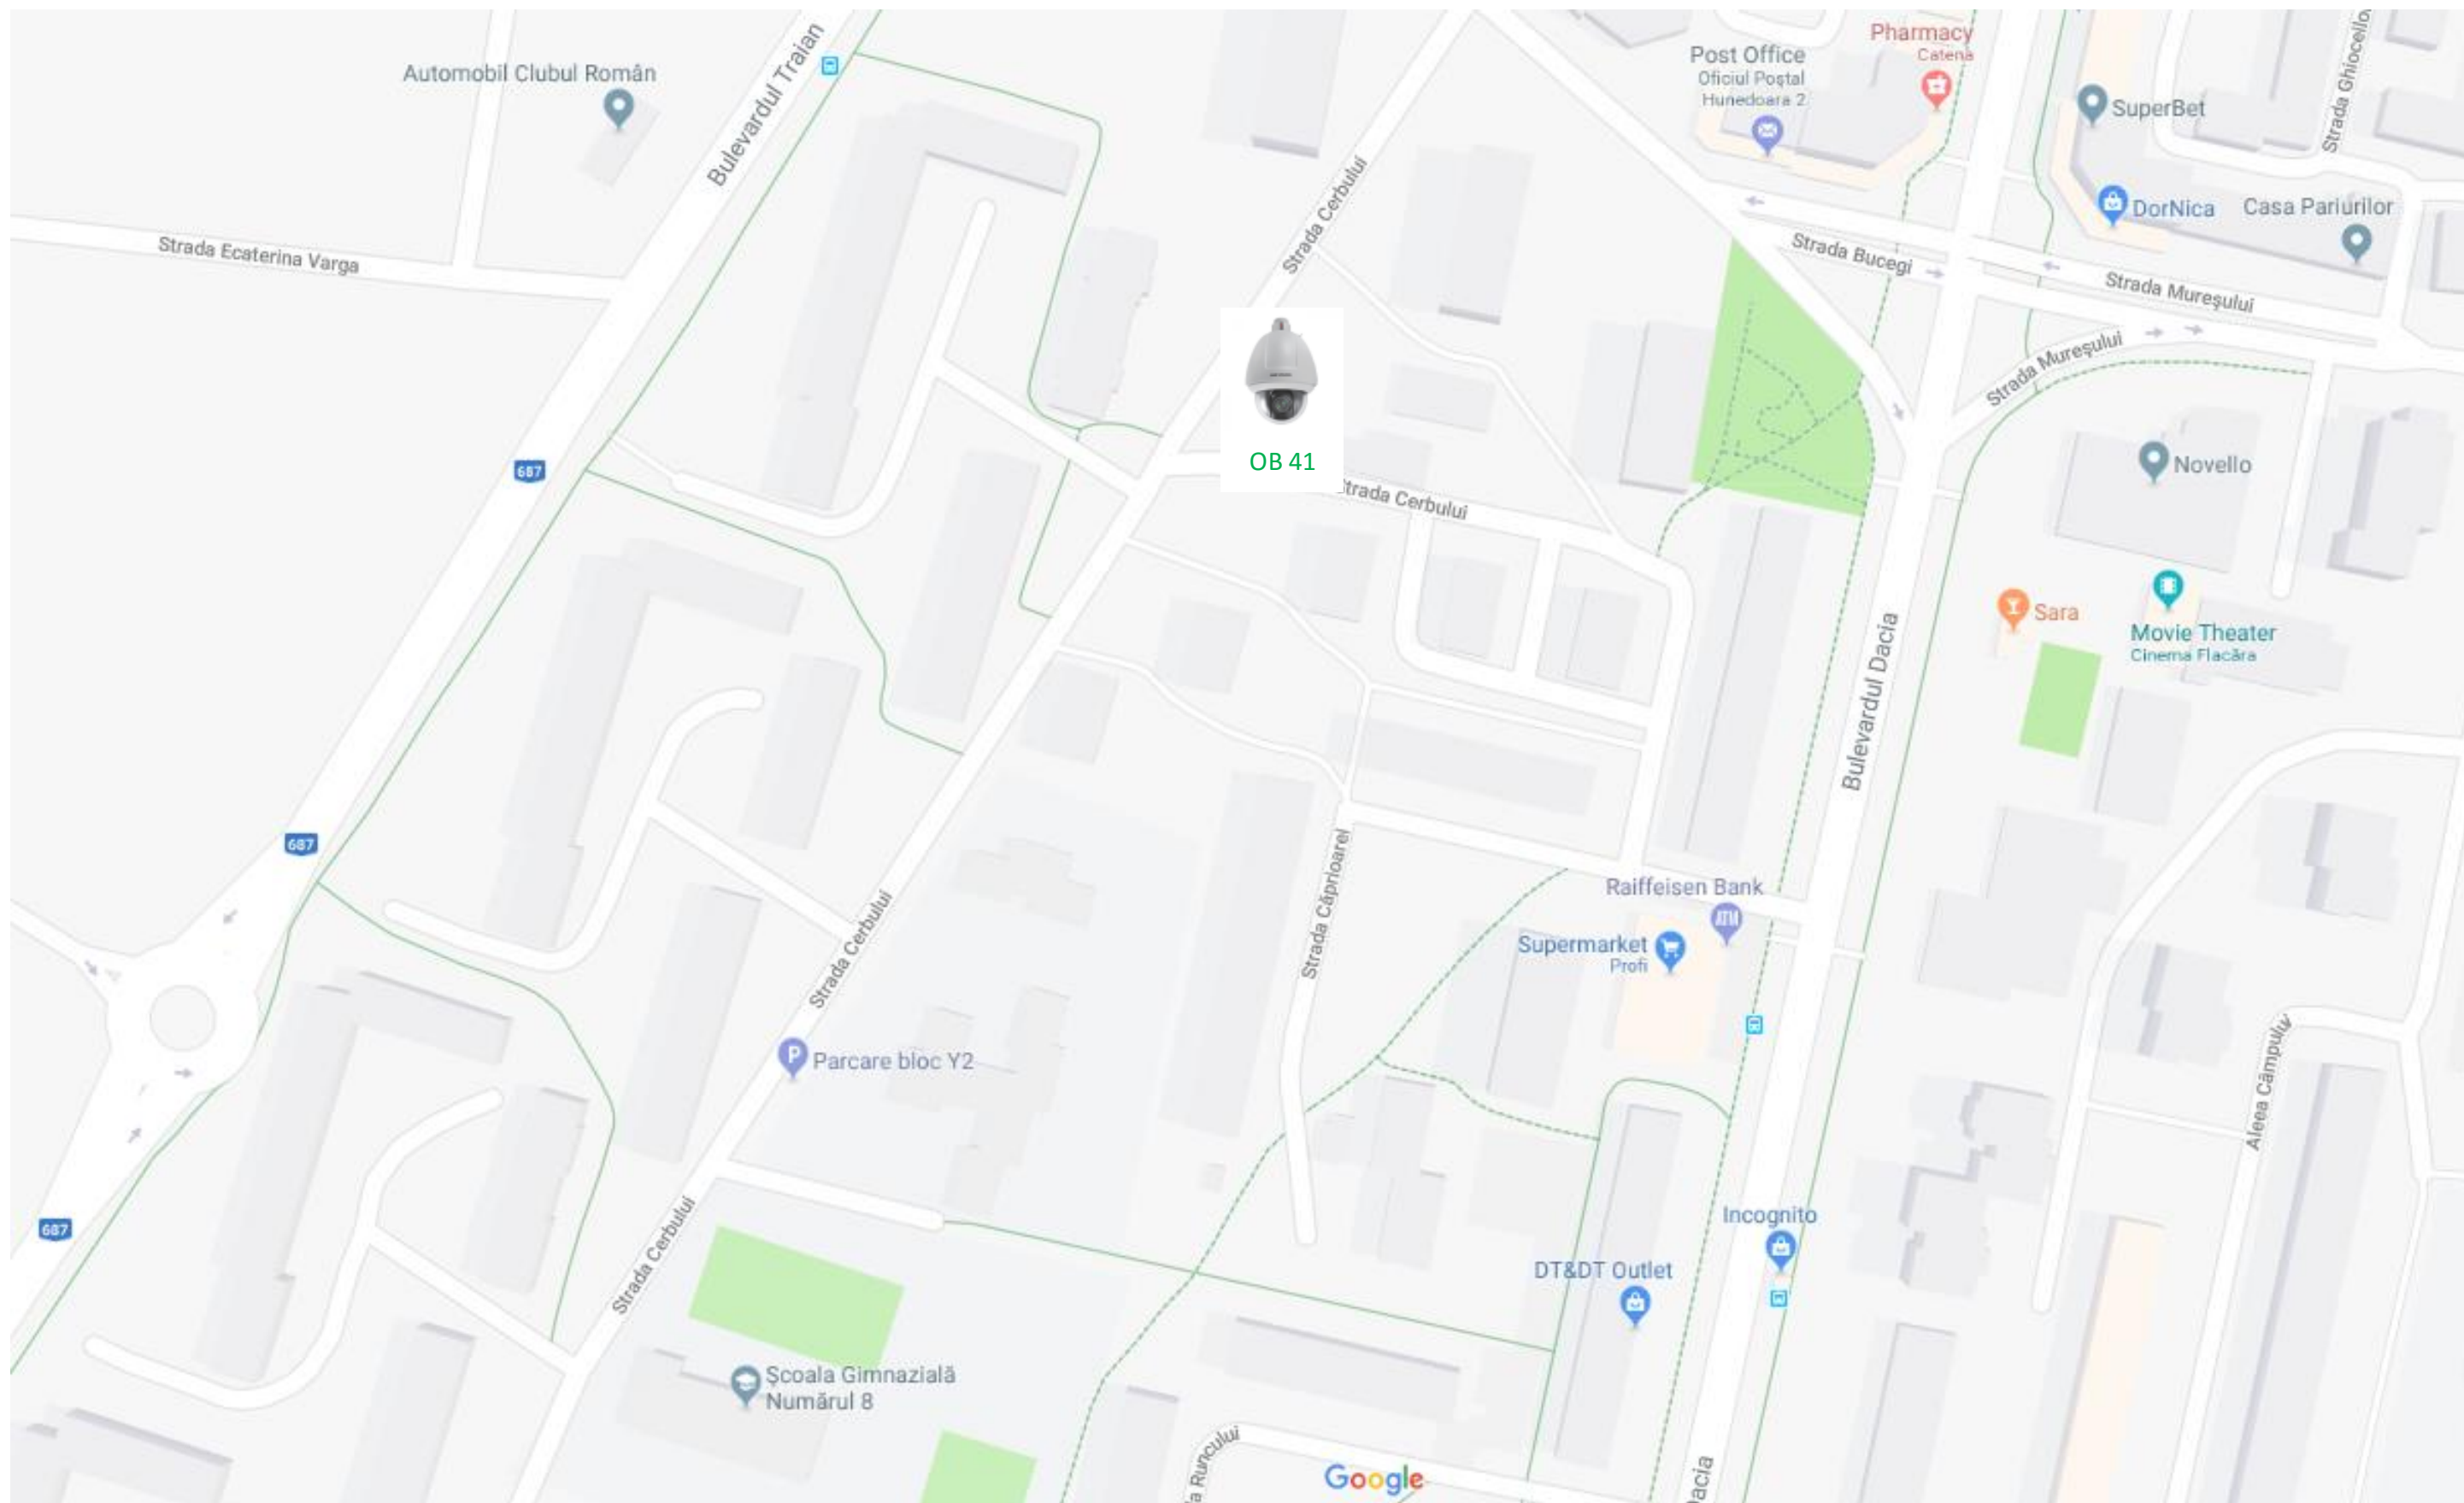 Automobil Clubul Român
Bulevardul Traian
Strada Ecaterina Varga
Strada Cerbului
Post Office
Oficiul Poștal
Hunedoara 2
Pharmacy
Catena
SuperBet
DorNica
Casa Pariurilor
Strada Bucegi
Strada Mureșului
Strada Mureșului
OB 41
687
Strada Cerbului
Novello
Sara
Movie Theater
Cinema Flacăra
Bulevardul Dacia
687
Strada Căprioarei
Raiffeisen Bank
ATM
Supermarket
Profi
Strada Cerbului
P
Parcare bloc Y2
Aleea Câmpului
687
Strada Cerbului
Incognito
DT&DT Outlet
Școala Gimnazială
Numărul 8
Runcului
Google
Dacia